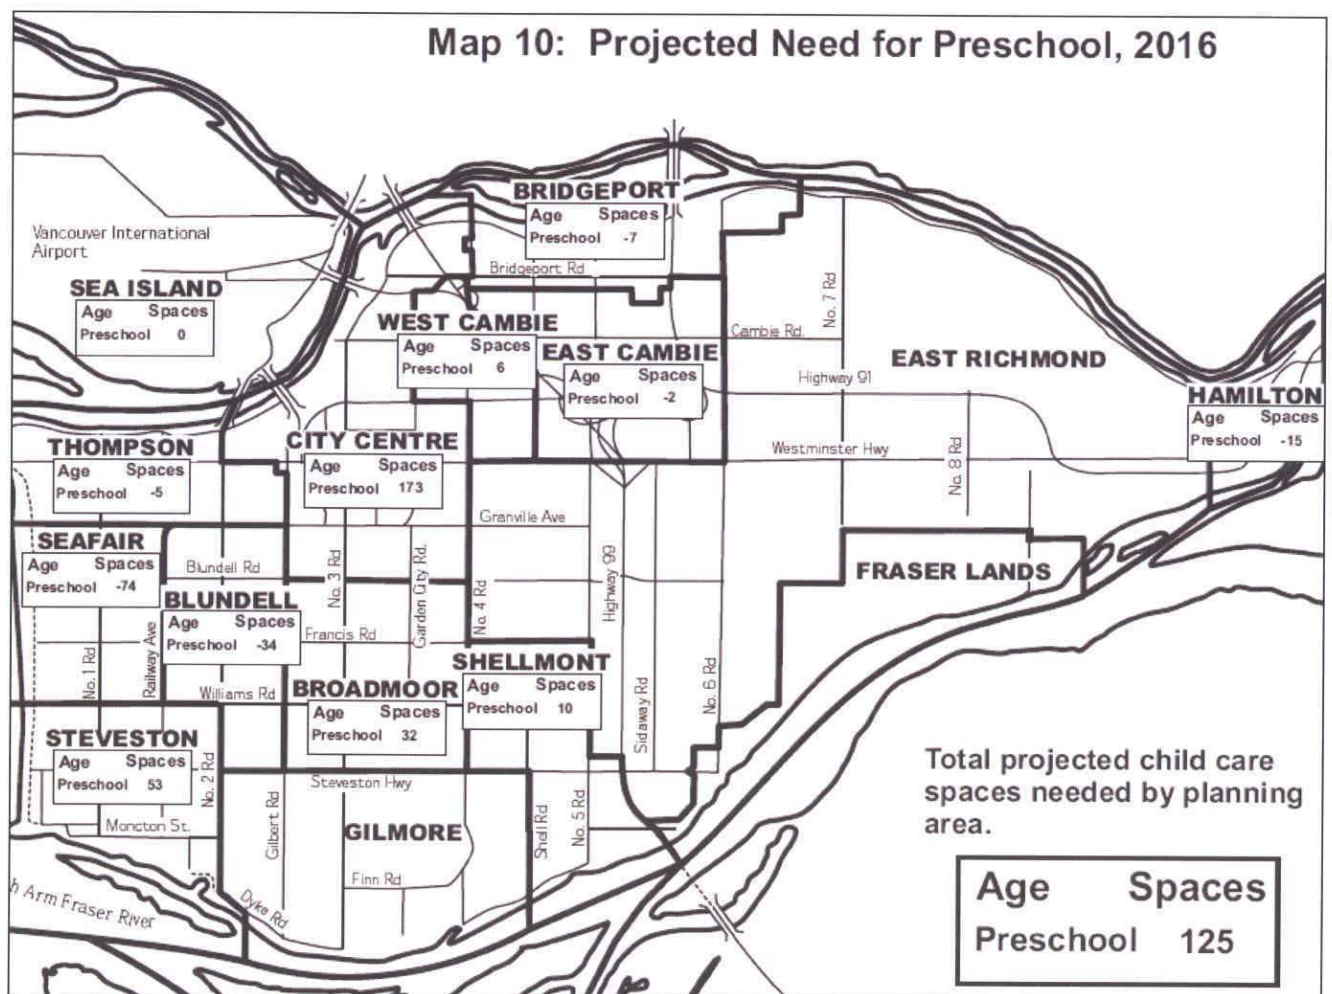 Map 10: Projected Need for Preschool, 2016
BRIDGEPORT
Age Spaces
Preschool -7
Vancouver International
Airport
Bridgeport Rd
SEA ISLAND
Age Spaces
Preschool 0
No. 7 Rd
WEST CAMBIE
Age Spaces
Preschool 6
Cambie Rd.
EAST CAMBIE
Age Spaces
Preschool -2
EAST RICHMOND
Highway 91
HAMILTON
Age Spaces
Preschool -15
THOMPSON
Age Spaces
Preschool -5
CITY CENTRE
Age Spaces
Preschool 173
Westminster Hwy
No. 8 Rd
Granville Ave
SEAFAIR
Age Spaces
Preschool -74
Blundell Rd
No. 3 Rd
Garden City Rd.
No. 4 Rd
Highway 99
FRASER LANDS
BLUNDELL
Age Spaces
Preschool -34
Francis Rd
No. 1 Rd
Railway Ave
Williams Rd
BROADMOOR
Age Spaces
Preschool 32
SHELLMONT
Age Spaces
Preschool 10
Sidaway Rd
No. 6 Rd
STEVESTON
Age Spaces
Preschool 53
No. 2 Rd
Steveston Hwy
Moncton St.
Gilbert Rd
GILMORE
Shell Rd
No. 5 Rd
Finn Rd
Dyke Rd
h Arm Fraser River
Total projected child care
spaces needed by planning
area.
Age Spaces
Preschool 125